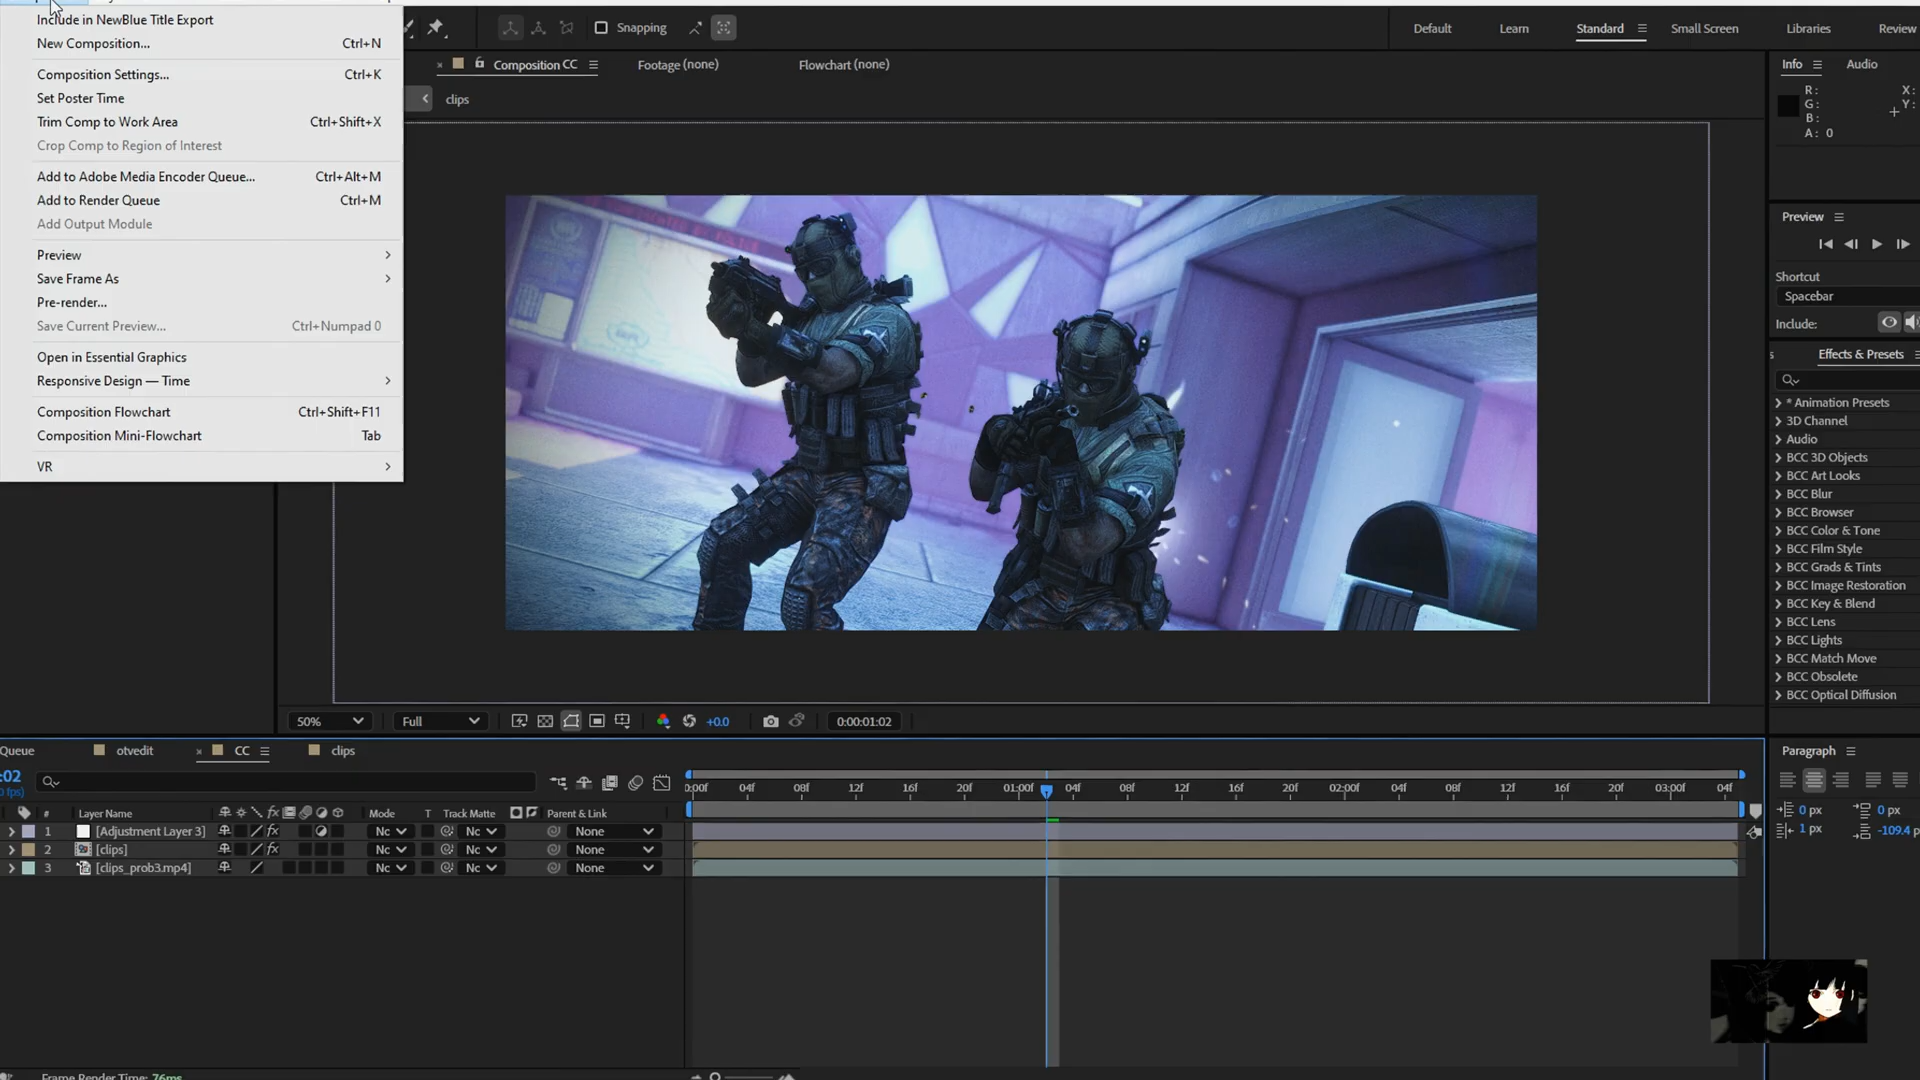 Include in NewBlue Title Export
New Composition... Ctrl+N
Composition Settings... Ctrl+K
Set Poster Time
Trim Comp to Work Area Ctrl+Shift+X
Crop Comp to Region of Interest
Add to Adobe Media Encoder Queue... Ctrl+Alt+M
Add to Render Queue Ctrl+M
Add Output Module
Preview
Save Frame As
Pre-render...
Save Current Preview... Ctrl+Numpad 0
Open in Essential Graphics
Responsive Design — Time
Composition Flowchart Ctrl+Shift+F11
Composition Mini-Flowchart Tab
VR
Snapping
Default Learn Standard Small Screen Libraries Review
Composition CC Footage (none) Flowchart (none)
clips
Info Audio
R: X:
G: Y:
B:
A: 0
Preview
Shortcut
Spacebar
Include:
Effects & Presets
* Animation Presets
3D Channel
Audio
BCC 3D Objects
BCC Art Looks
BCC Blur
BCC Browser
BCC Color & Tone
BCC Film Style
BCC Grads & Tints
BCC Image Restoration
BCC Key & Blend
BCC Lens
BCC Lights
BCC Match Move
BCC Obsolete
BCC Optical Diffusion
50% Full +0.0 0:00:01:02
Queue otvedit CC clips
:02
0 fps)
0:00f 04f 08f 12f 16f 20f 01:00f 04f 08f 12f 16f 20f 02:00f 04f 08f 12f 16f 20f 03:00f 04f
# Layer Name fx Mode T Track Matte Parent & Link
1 [Adjustment Layer 3] fx Nc Nc None
2 [clips] fx Nc Nc None
3 [clips_prob3.mp4] Nc Nc None
Paragraph
0 px 0 px
1 px -109.4
Frame Render Time: 76ms